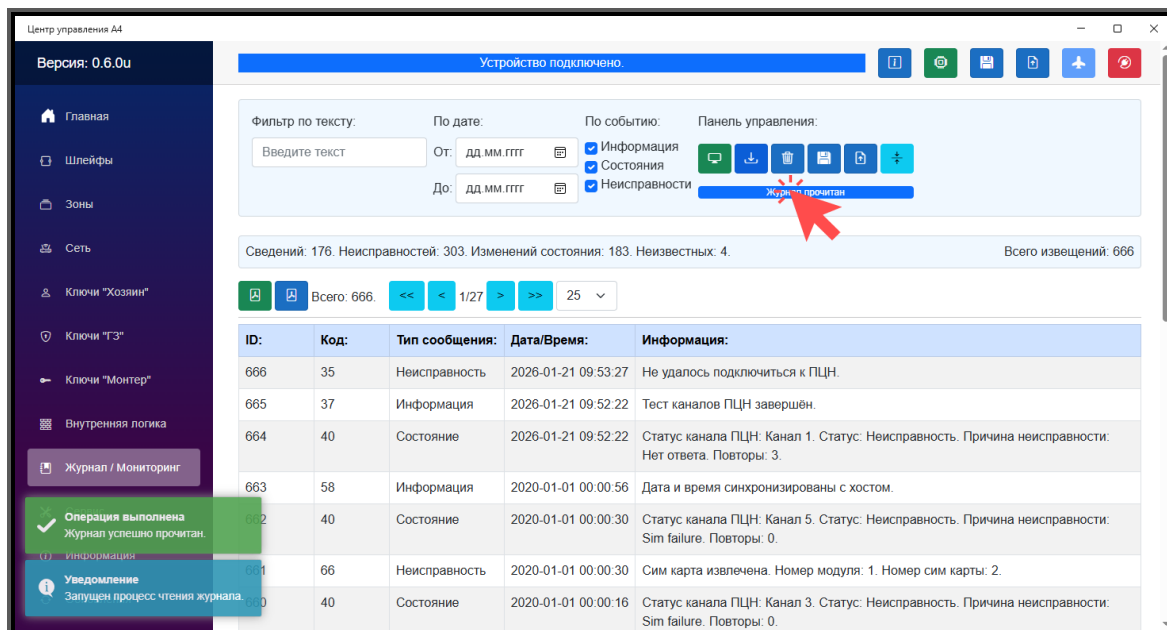 Центр управления А4
Версия: 0.6.0u
Устройство подключено.
Главная
Шлейфы
Зоны
Сеть
Ключи "Хозяин"
Ключи "ГЗ"
Ключи "Монтер"
Внутренняя логика
Журнал / Мониторинг
Информация
Операция выполнена
Журнал успешно прочитан.
Уведомление
Запущен процесс чтения журнала.
Фильтр по тексту: По дате: По событию: Панель управления:
Введите текст От: дд.мм.гггг Информация
Состояния
До: дд.мм.гггг Неисправности
Журнал прочитан
Сведений: 176. Неисправностей: 303. Изменений состояния: 183. Неизвестных: 4. Всего извещений: 666
Всего: 666. << < 1/27 > >> 25
ID: Код: Тип сообщения: Дата/Время: Информация:
666 35 Неисправность 2026-01-21 09:53:27 Не удалось подключиться к ПЦН.
665 37 Информация 2026-01-21 09:52:22 Тест каналов ПЦН завершён.
664 40 Состояние 2026-01-21 09:52:22 Статус канала ПЦН: Канал 1. Статус: Неисправность. Причина неисправности:
Нет ответа. Повторы: 3.
663 58 Информация 2020-01-01 00:00:56 Дата и время синхронизированы с хостом.
662 40 Состояние 2020-01-01 00:00:30 Статус канала ПЦН: Канал 5. Статус: Неисправность. Причина неисправности:
Sim failure. Повторы: 0.
661 66 Неисправность 2020-01-01 00:00:30 Сим карта извлечена. Номер модуля: 1. Номер сим карты: 2.
660 40 Состояние 2020-01-01 00:00:16 Статус канала ПЦН: Канал 3. Статус: Неисправность. Причина неисправности:
Sim failure. Повторы: 0.